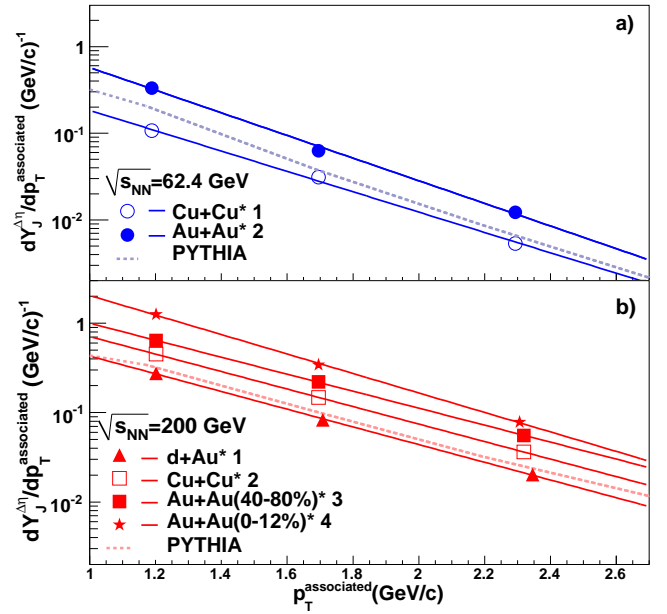 a)
dY_J^Δη/dp_T^associated (GeV/c)^-1
1
10^-1
10^-2
√s_NN=62.4 GeV
Cu+Cu* 1
Au+Au* 2
PYTHIA
b)
dY_J^Δη/dp_T^associated (GeV/c)^-1
1
10^-1
10^-2
√s_NN=200 GeV
d+Au* 1
Cu+Cu* 2
Au+Au(40-80%)* 3
Au+Au(0-12%)* 4
PYTHIA
1 1.2 1.4 1.6 1.8 2 2.2 2.4 2.6
p_T^associated(GeV/c)